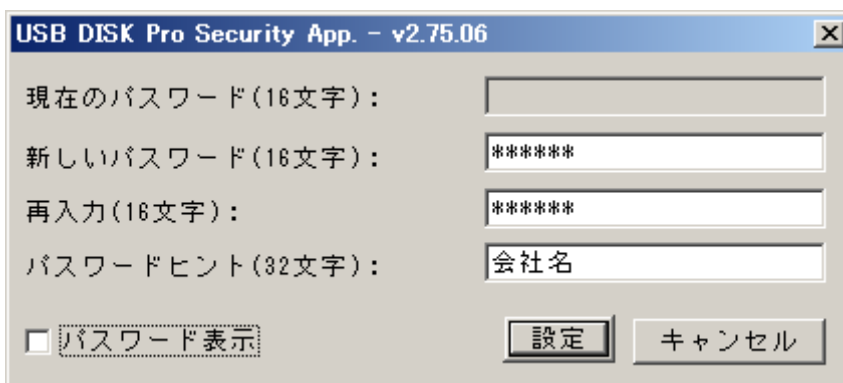 USB DISK Pro Security App. - v2.75.06
現在のパスワード(16文字):
新しいパスワード(16文字): ******
再入力(16文字): ******
パスワードヒント(32文字): 会社名
パスワード表示 設定 キャンセル